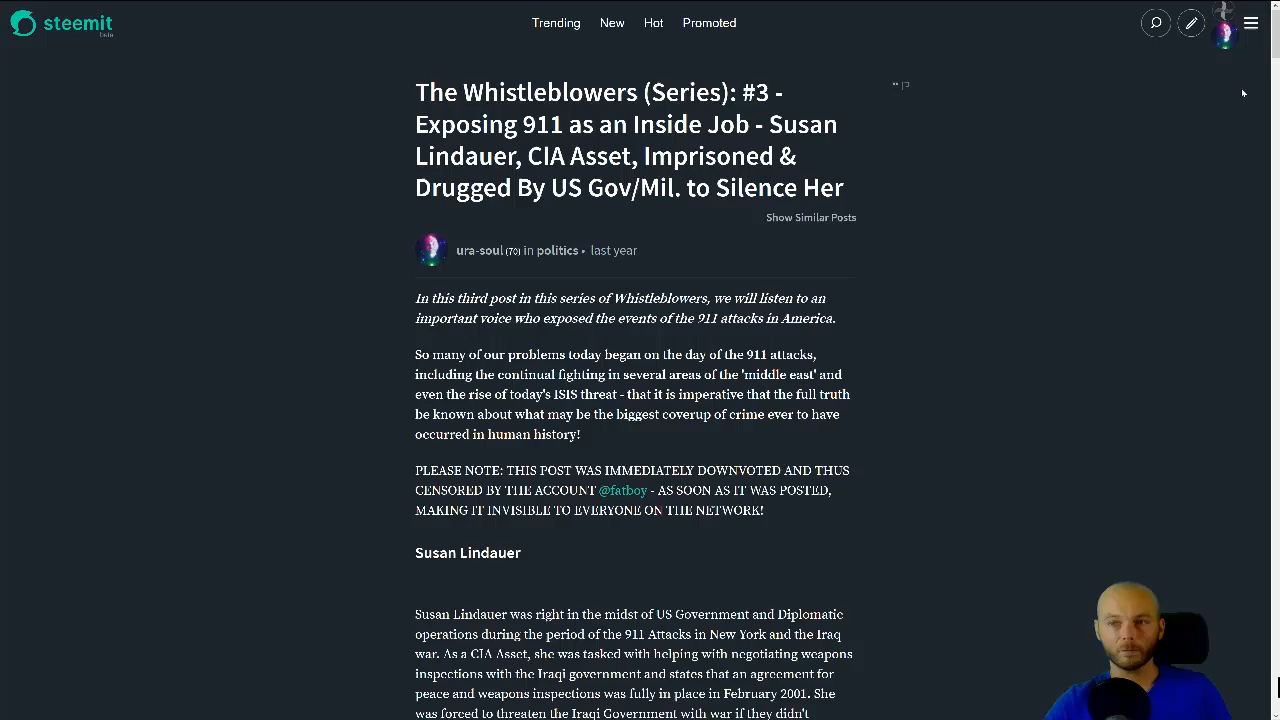 steemit
beta
Trending New Hot Promoted
The Whistleblowers (Series): #3 -
Exposing 911 as an Inside Job - Susan
Lindauer, CIA Asset, Imprisoned &
Drugged By US Gov/Mil. to Silence Her
Show Similar Posts
ura-soul (70) in politics • last year
In this third post in this series of Whistleblowers, we will listen to an
important voice who exposed the events of the 911 attacks in America.
So many of our problems today began on the day of the 911 attacks,
including the continual fighting in several areas of the 'middle east' and
even the rise of today's ISIS threat - that it is imperative that the full truth
be known about what may be the biggest coverup of crime ever to have
occurred in human history!
PLEASE NOTE: THIS POST WAS IMMEDIATELY DOWNVOTED AND THUS
CENSORED BY THE ACCOUNT @fatboy - AS SOON AS IT WAS POSTED,
MAKING IT INVISIBLE TO EVERYONE ON THE NETWORK!
Susan Lindauer
Susan Lindauer was right in the midst of US Government and Diplomatic
operations during the period of the 911 Attacks in New York and the Iraq
war. As a CIA Asset, she was tasked with helping with negotiating weapons
inspections with the Iraqi government and states that an agreement for
peace and weapons inspections was fully in place in February 2001. She
was forced to threaten the Iraqi Government with war if they didn't